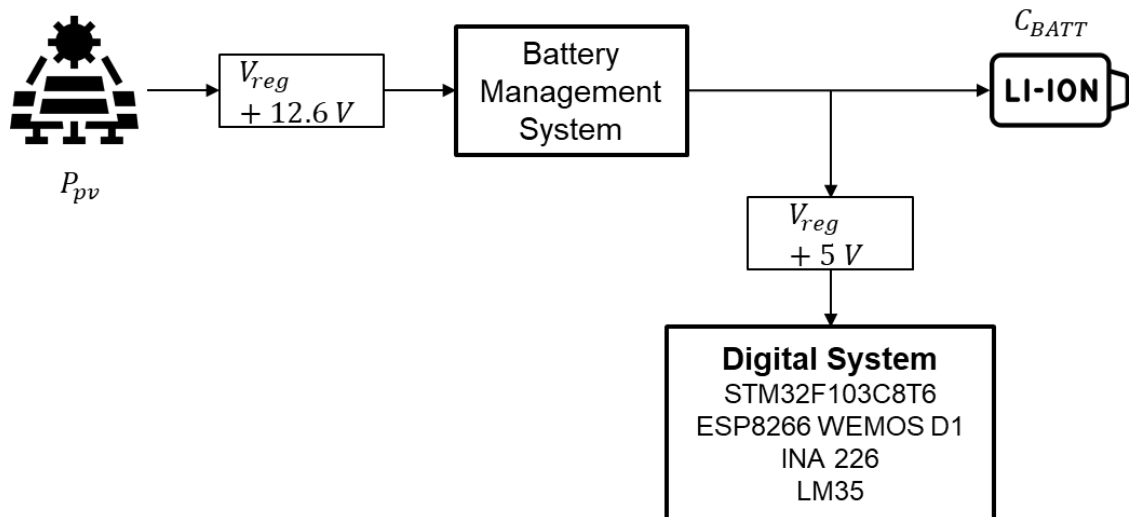 C_BATT
V_reg
+ 12.6 V
Battery
Management
System
LI-ION
P_pv
V_reg
+ 5 V
Digital System
STM32F103C8T6
ESP8266 WEMOS D1
INA 226
LM35